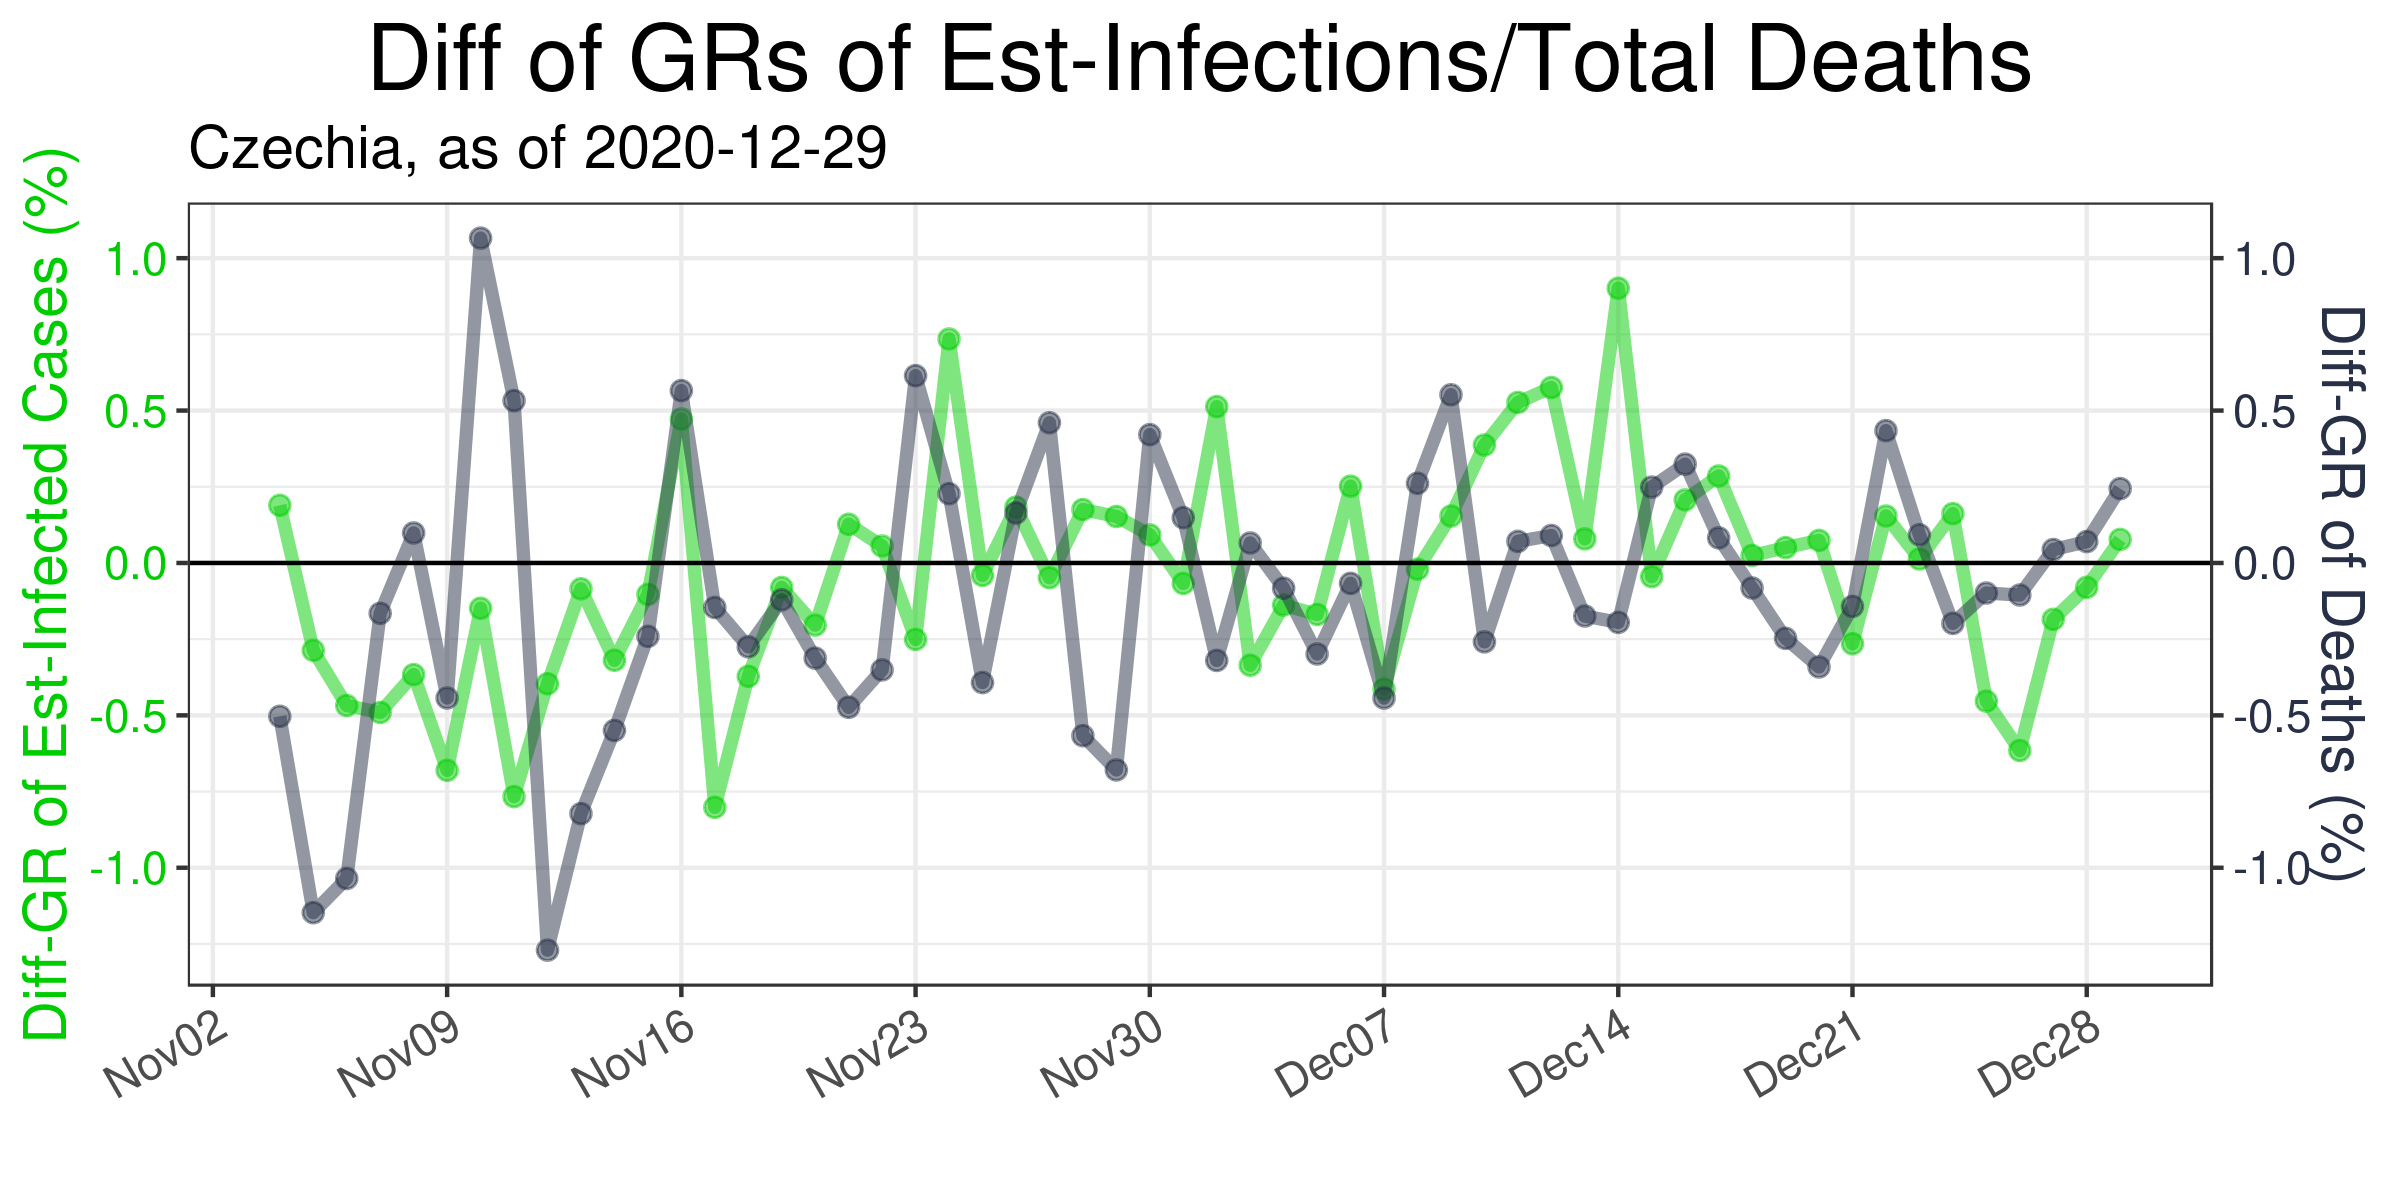 Diff of GRs of Est-Infections/Total Deaths
Czechia, as of 2020-12-29
Diff-GR of Est-Infected Cases (%)
1.0
0.5
0.0
-0.5
-1.0
1.0
0.5
0.0
-0.5
-1.0
Diff-GR of Deaths (%)
Nov02
Nov09
Nov16
Nov23
Nov30
Dec07
Dec14
Dec21
Dec28